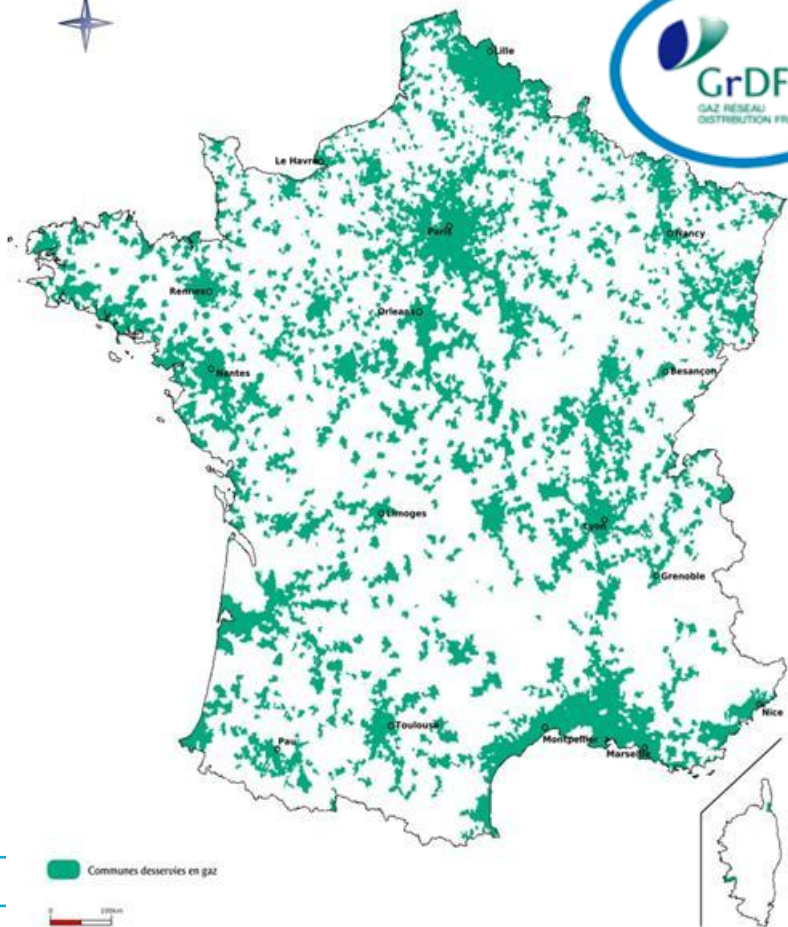 Lille
GrDF
GAZ RÉSEAU
DISTRIBUTION FR
Le Havre
Paris
Nancy
Rennes
Orleans
Nantes
Besançon
Limoges
Lyon
Grenoble
Toulouse
Pau
Montpellier
Marseille
Nice
Communes desservies en gaz
0 100km